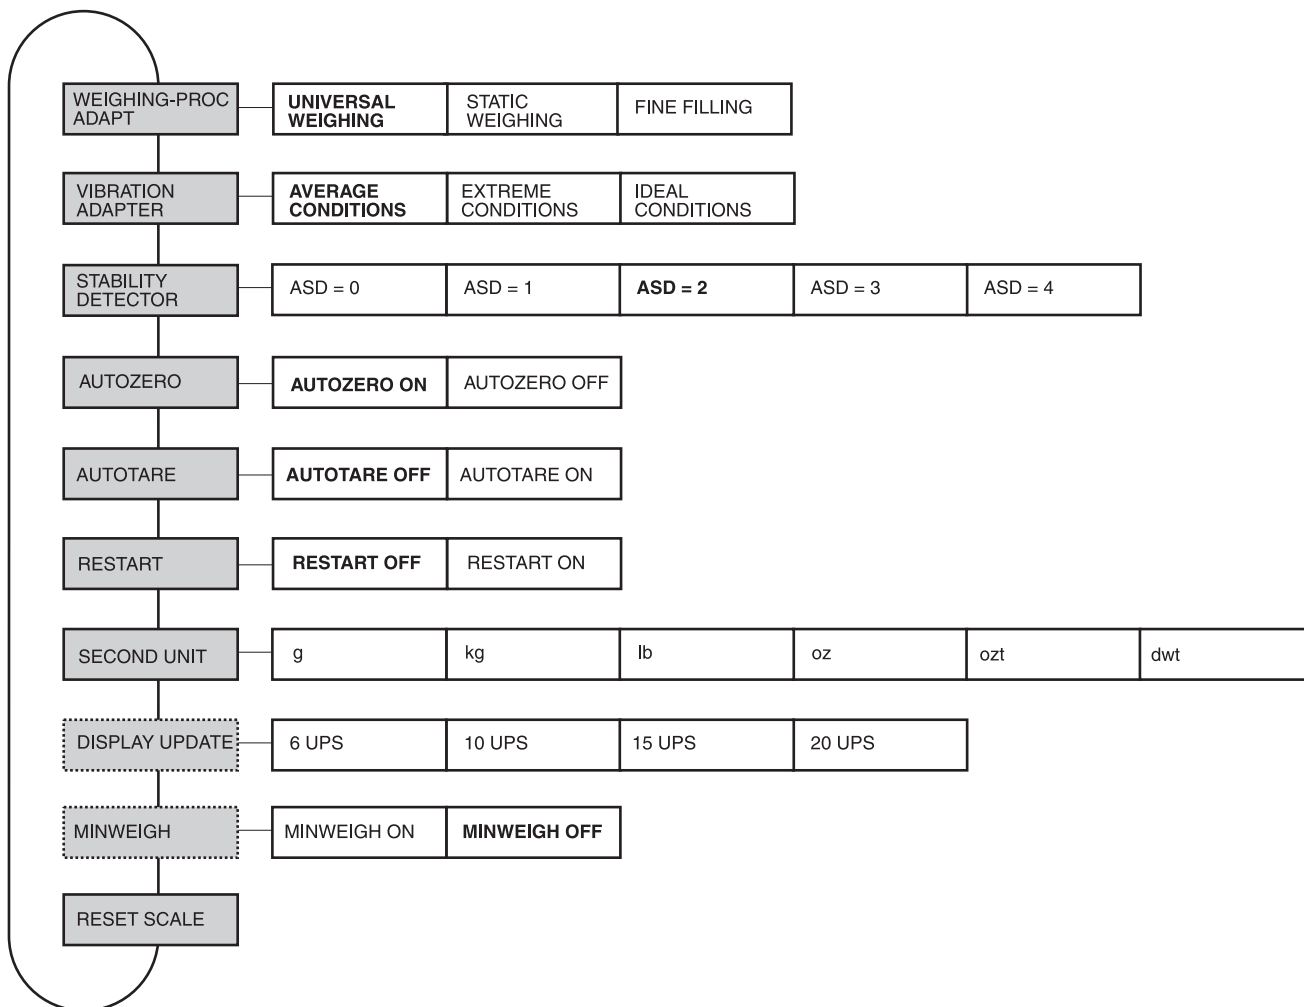 WEIGHING-PROC
ADAPT
UNIVERSAL
WEIGHING
STATIC
WEIGHING
FINE FILLING
VIBRATION
ADAPTER
AVERAGE
CONDITIONS
EXTREME
CONDITIONS
IDEAL
CONDITIONS
STABILITY
DETECTOR
ASD = 0
ASD = 1
ASD = 2
ASD = 3
ASD = 4
AUTOZERO
AUTOZERO ON
AUTOZERO OFF
AUTOTARE
AUTOTARE OFF
AUTOTARE ON
RESTART
RESTART OFF
RESTART ON
SECOND UNIT
g
kg
lb
oz
ozt
dwt
DISPLAY UPDATE
6 UPS
10 UPS
15 UPS
20 UPS
MINWEIGH
MINWEIGH ON
MINWEIGH OFF
RESET SCALE